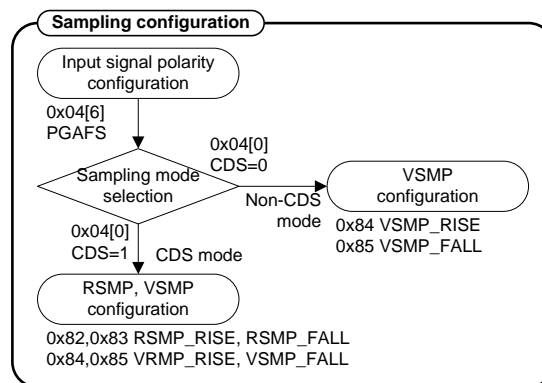 Sampling configuration
Input signal polarity
configuration
0x04[6]
PGAFS
0x04[0]
CDS=0
Sampling mode
selection
Non-CDS
mode
VSMP
configuration
0x84 VSMP_RISE
0x85 VSMP_FALL
0x04[0]
CDS=1
CDS mode
RSMP, VSMP
configuration
0x82,0x83 RSMP_RISE, RSMP_FALL
0x84,0x85 VRMP_RISE, VSMP_FALL